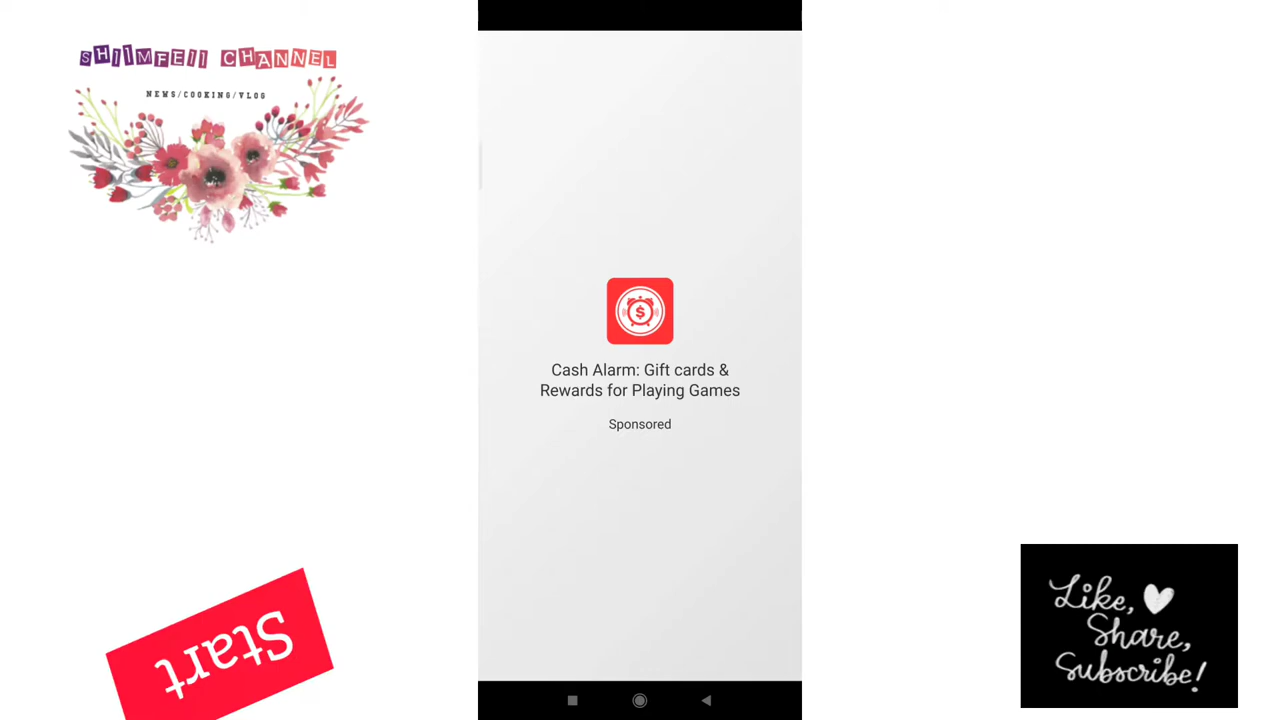 SHIIMFEII CHANNEL
NEWS/COOKING/VLOG
Cash Alarm: Gift cards &
Rewards for Playing Games
Sponsored
Start
Like,
Share,
Subscribe!